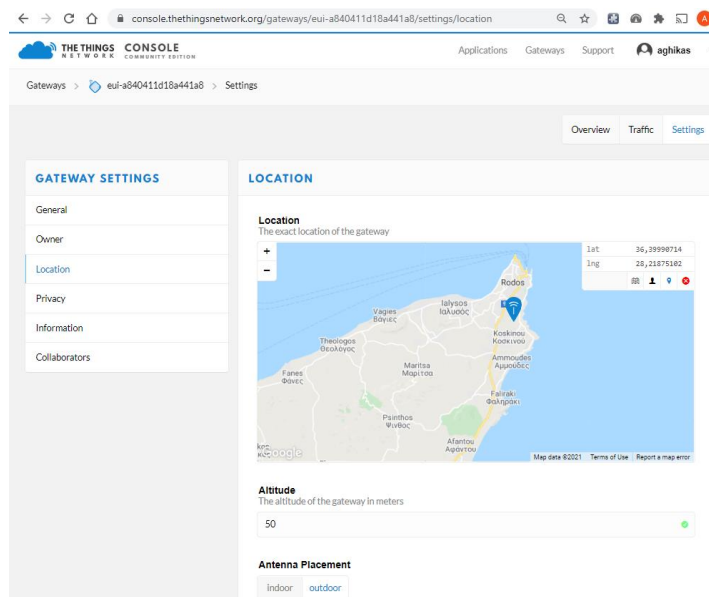 console.thethingsnetwork.org/gateways/eui-a840411d18a441a8/settings/location
THE THINGS NETWORK CONSOLE COMMUNITY EDITION
Applications Gateways Support aghikas
Gateways > eui-a840411d18a441a8 > Settings
Overview Traffic Settings
GATEWAY SETTINGS
General
Owner
Location
Privacy
Information
Collaborators
LOCATION
Location
The exact location of the gateway
+
-
lat 36,39990714
lng 28,21875102
Rodos
Ialysos
Ιαλυσός
Vagies
Βάγιες
Koskinou
Κοσκινού
Theologos
Θεολόγος
Ammoudes
Αμμούδες
Maritsa
Μαρίτσα
Fanes
Φάνες
Faliraki
Φαληράκι
Psinthos
Ψίνθος
Afantou
Αφάντου
Google
Map data ©2021 Terms of Use Report a map error
Altitude
The altitude of the gateway in meters
50
Antenna Placement
indoor outdoor